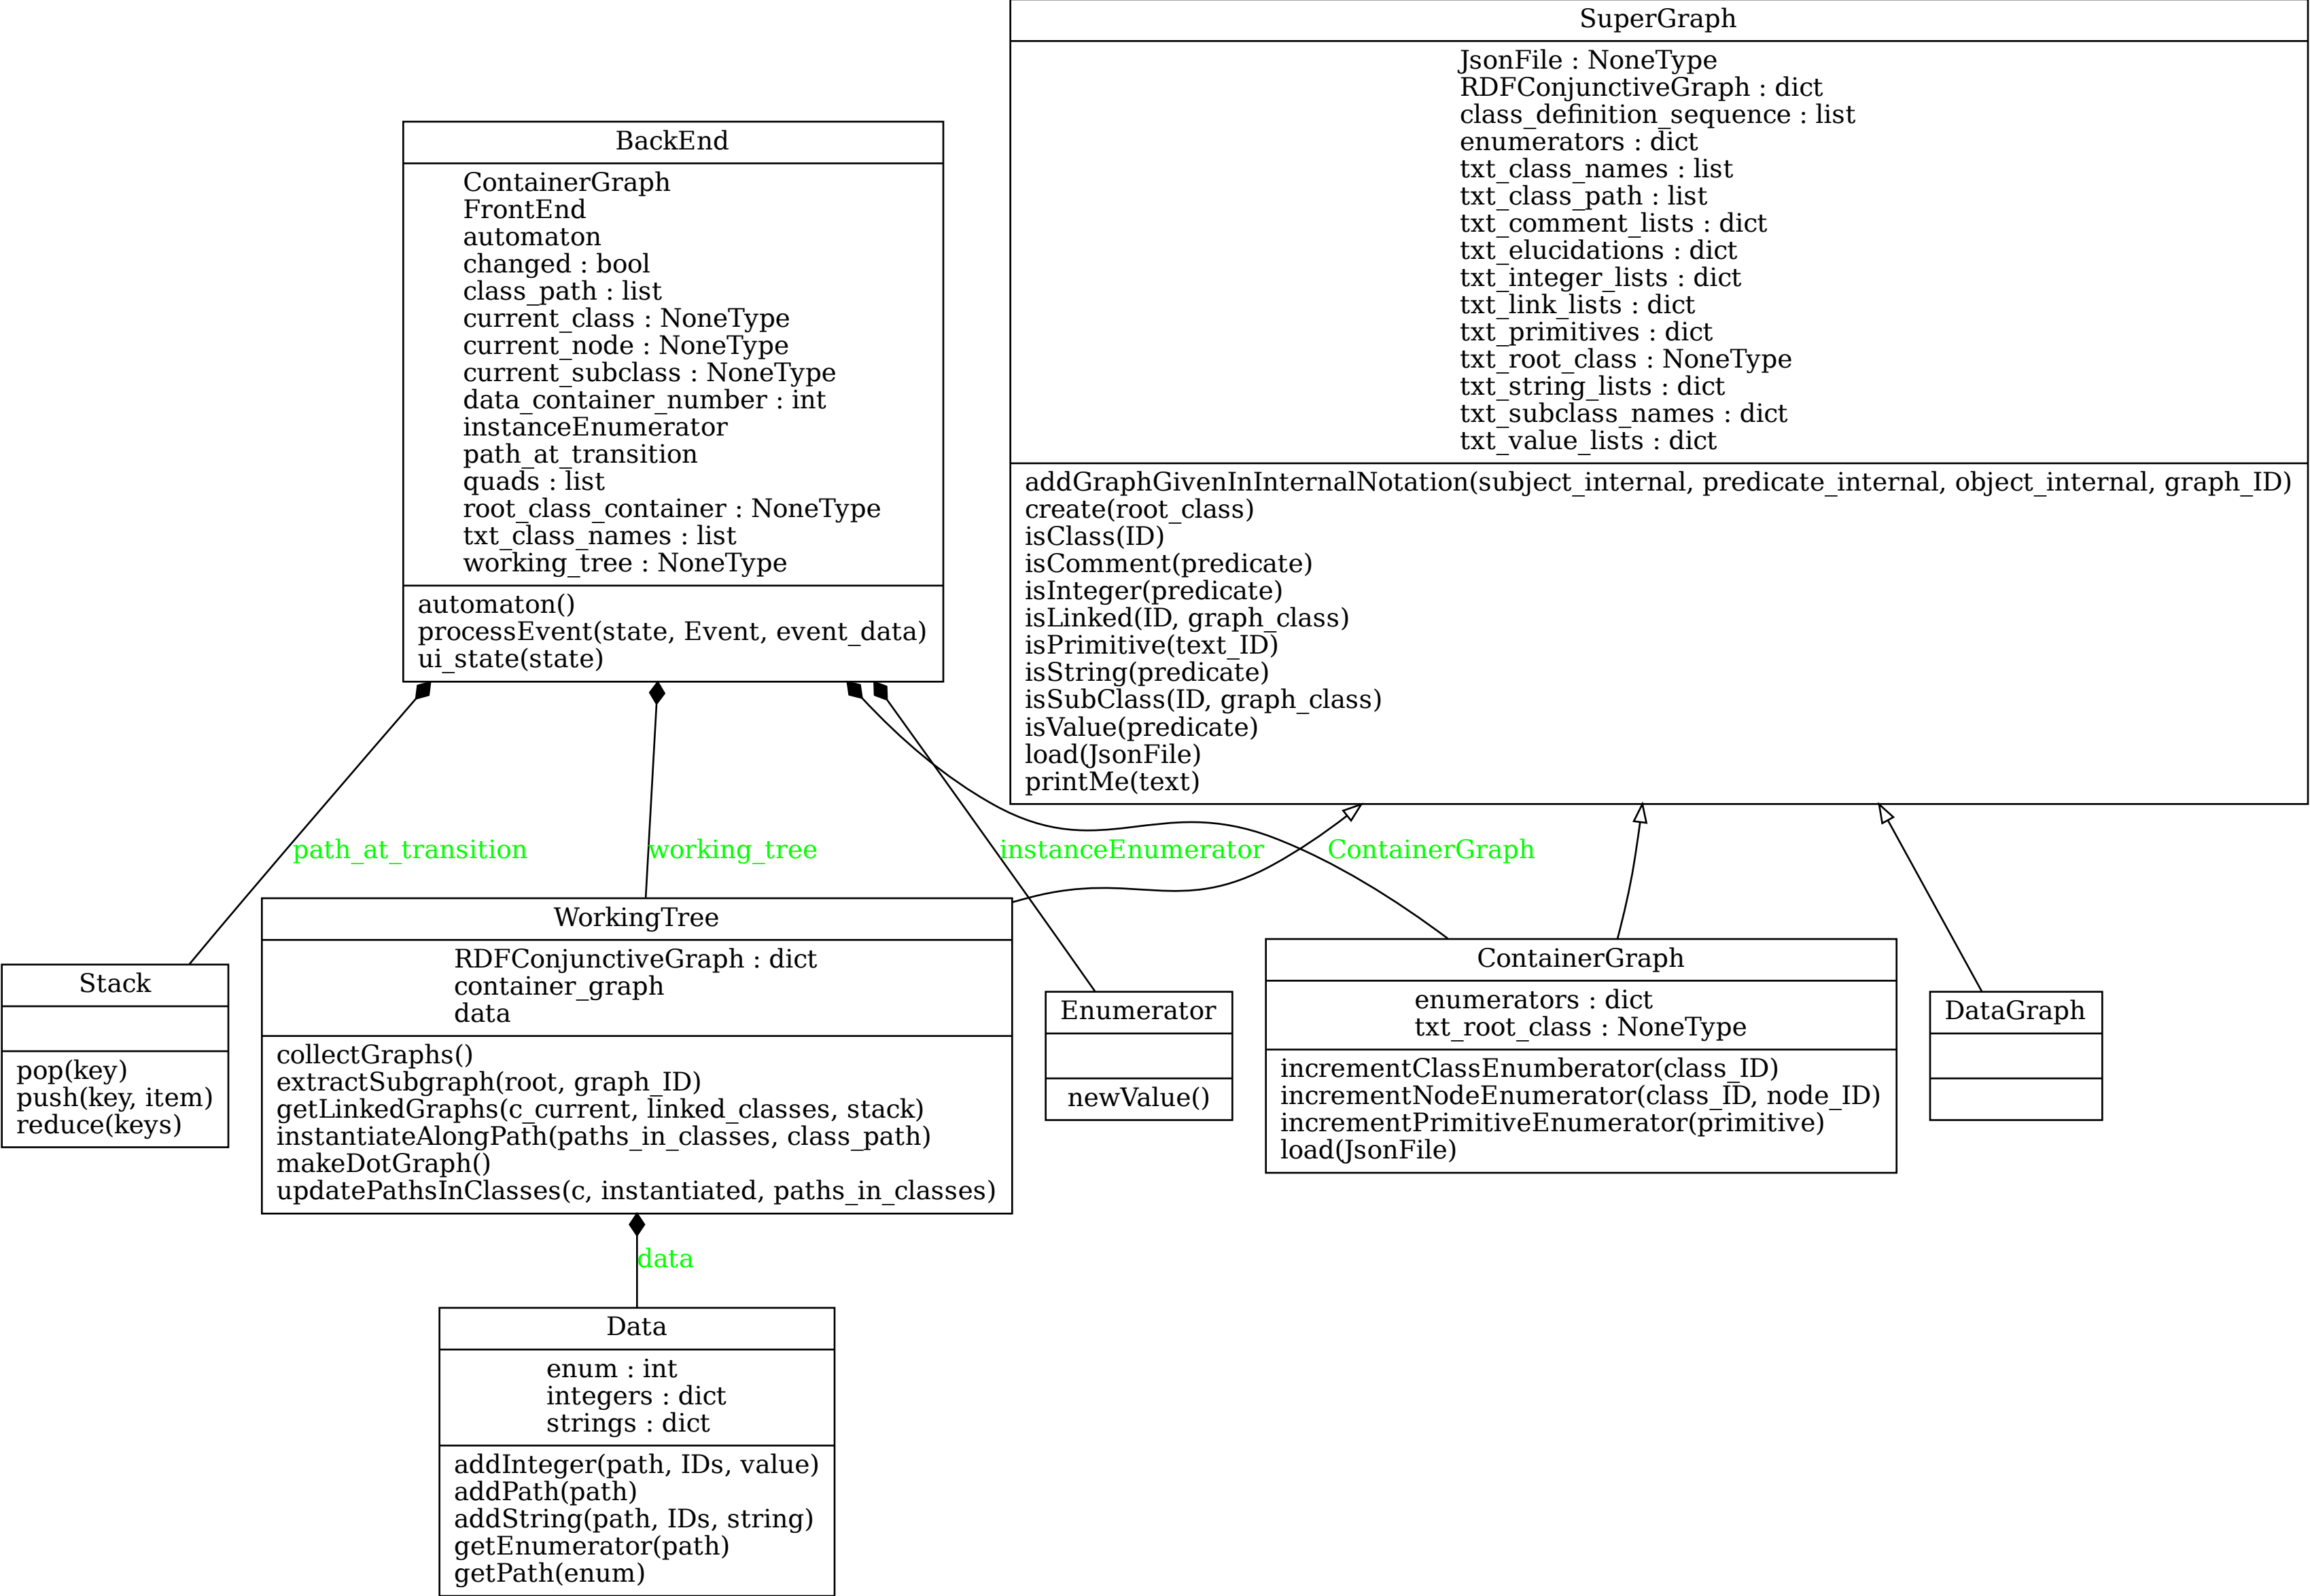 SuperGraph
JsonFile : NoneType
RDFConjunctiveGraph : dict
class_definition_sequence : list
enumerators : dict
txt_class_names : list
txt_class_path : list
txt_comment_lists : dict
txt_elucidations : dict
txt_integer_lists : dict
txt_link_lists : dict
txt_primitives : dict
txt_root_class : NoneType
txt_string_lists : dict
txt_subclass_names : dict
txt_value_lists : dict
addGraphGivenInInternalNotation(subject_internal, predicate_internal, object_internal, graph_ID)
create(root_class)
isClass(ID)
isComment(predicate)
isInteger(predicate)
isLinked(ID, graph_class)
isPrimitive(text_ID)
isString(predicate)
isSubClass(ID, graph_class)
isValue(predicate)
load(JsonFile)
printMe(text)
BackEnd
ContainerGraph
FrontEnd
automaton
changed : bool
class_path : list
current_class : NoneType
current_node : NoneType
current_subclass : NoneType
data_container_number : int
instanceEnumerator
path_at_transition
quads : list
root_class_container : NoneType
txt_class_names : list
working_tree : NoneType
automaton()
processEvent(state, Event, event_data)
ui_state(state)
path_at_transition
working_tree
instanceEnumerator
ContainerGraph
Stack
pop(key)
push(key, item)
reduce(keys)
WorkingTree
RDFConjunctiveGraph : dict
container_graph
data
collectGraphs()
extractSubgraph(root, graph_ID)
getLinkedGraphs(c_current, linked_classes, stack)
instantiateAlongPath(paths_in_classes, class_path)
makeDotGraph()
updatePathsInClasses(c, instantiated, paths_in_classes)
Enumerator
newValue()
ContainerGraph
enumerators : dict
txt_root_class : NoneType
incrementClassEnumberator(class_ID)
incrementNodeEnumerator(class_ID, node_ID)
incrementPrimitiveEnumerator(primitive)
load(JsonFile)
DataGraph
data
Data
enum : int
integers : dict
strings : dict
addInteger(path, IDs, value)
addPath(path)
addString(path, IDs, string)
getEnumerator(path)
getPath(enum)